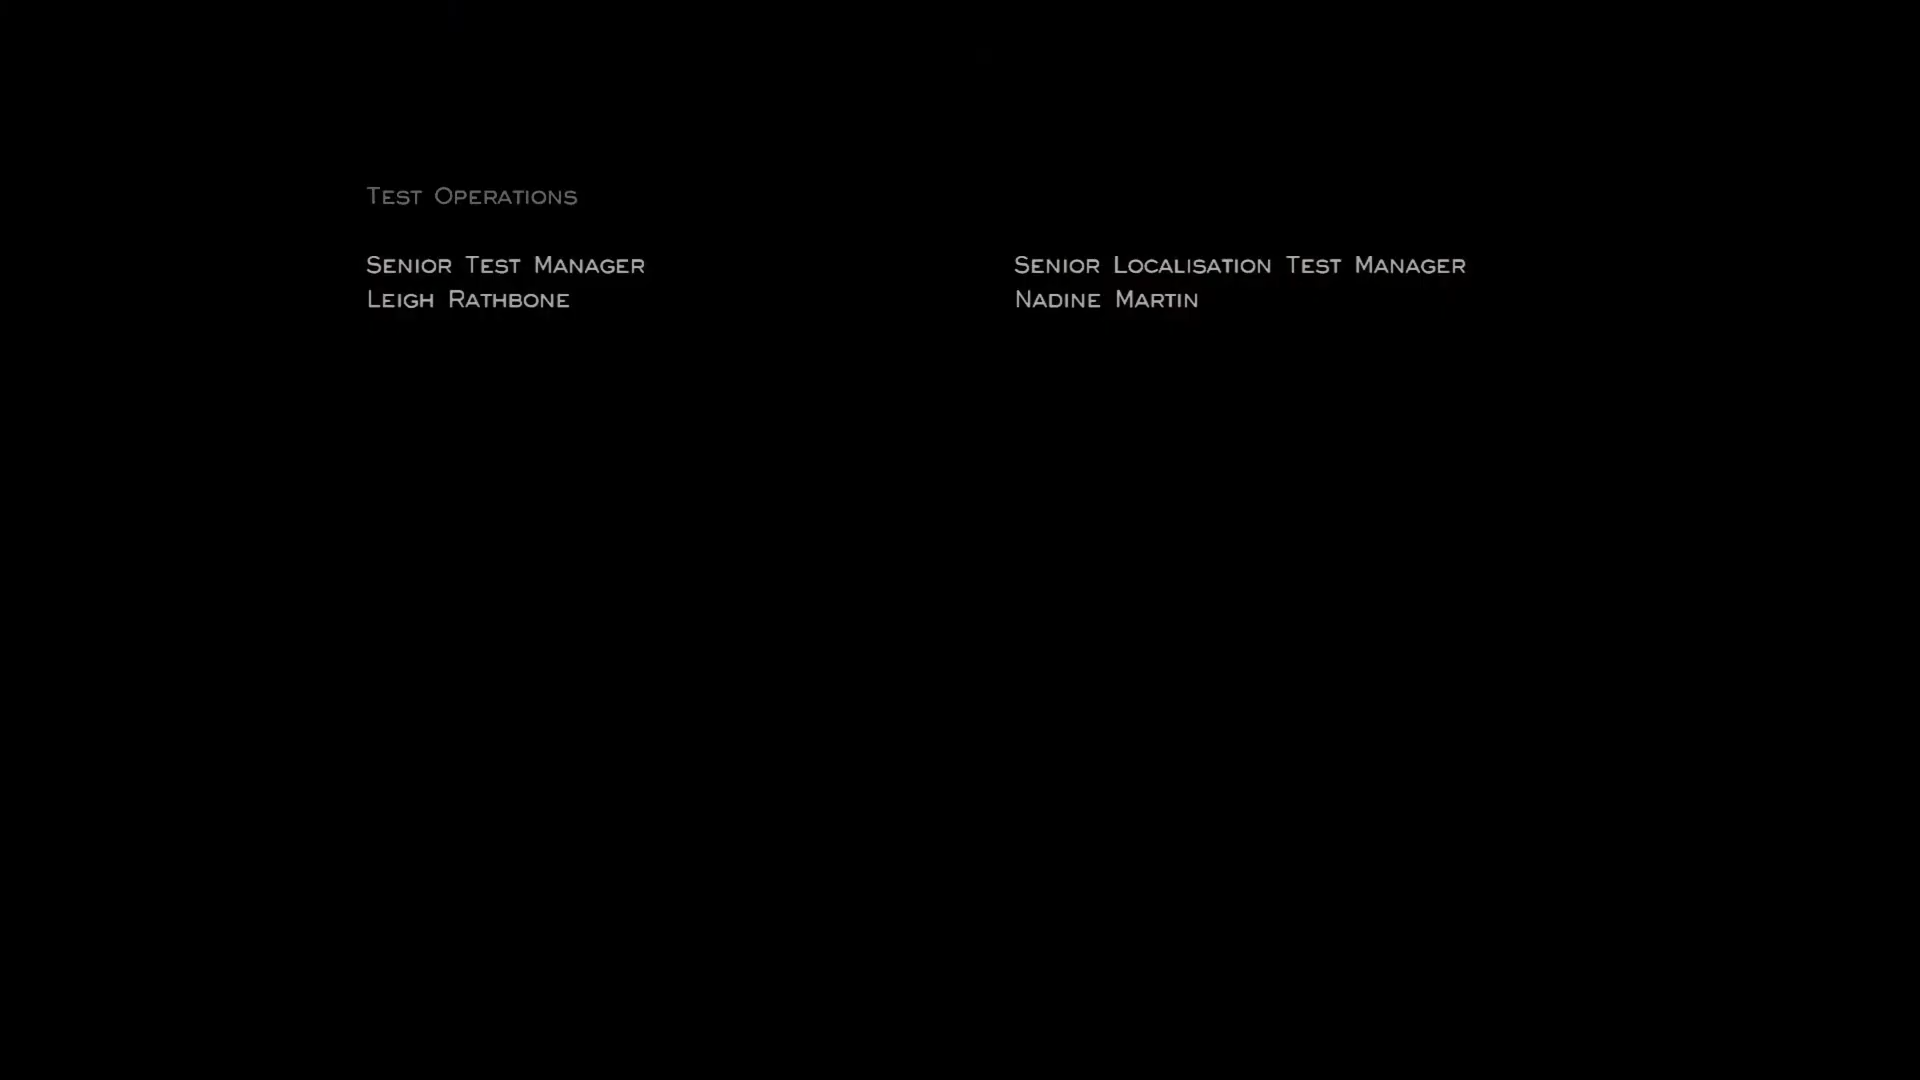 Test Operations
Senior Test Manager
Leigh Rathbone
Senior Localisation Test Manager
Nadine Martin